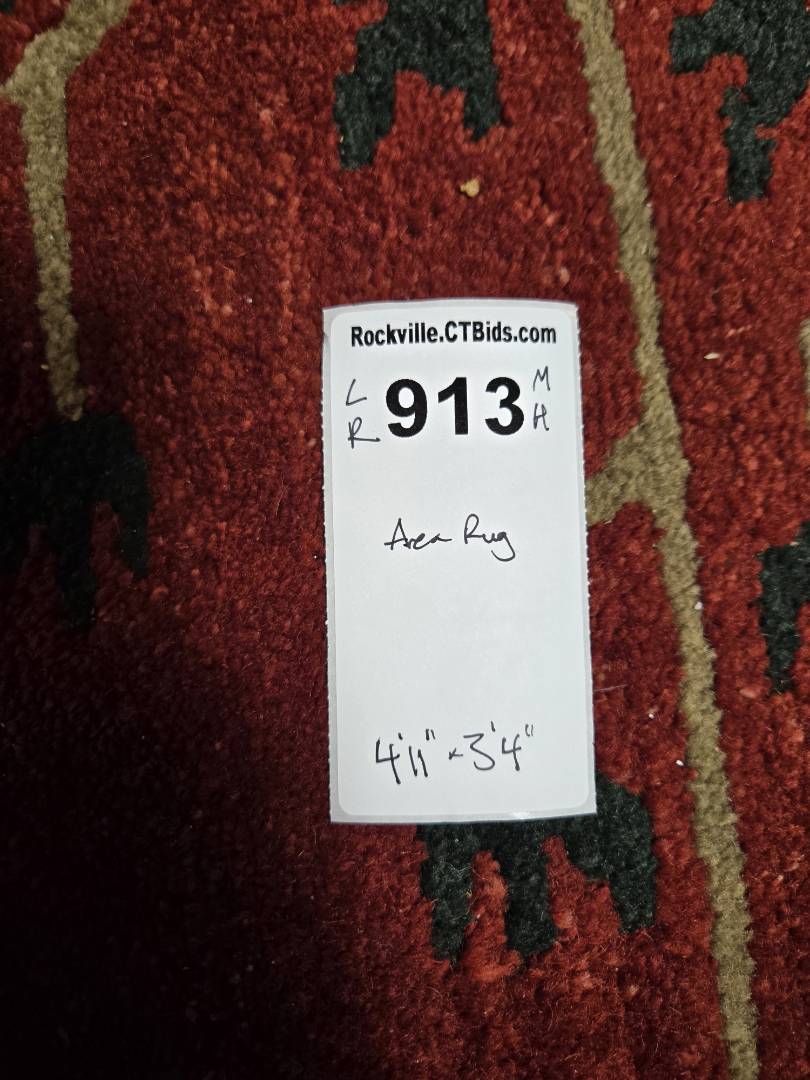 Rockville.CTBids.com
L 913 M
R H
Area Rug
4'11" x 3'4"